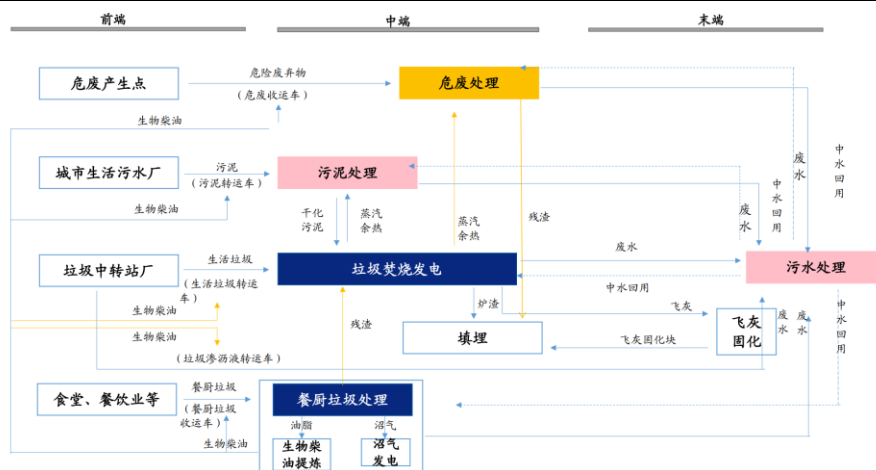 前端
中端
末端
危废产生点
危险废弃物
(危废收运车)
危废处理
生物柴油
城市生活污水厂
污泥
(污泥转运车)
污泥处理
生物柴油
干化
污泥
蒸汽
余热
蒸汽
余热
残渣
废水
中水回用
废水
中水回用
垃圾中转站厂
生活垃圾
(生活垃圾转运
车)
垃圾焚烧发电
废水
中水回用
污水处理
生物柴油
生物柴油
(垃圾渗沥液转运车)
残渣
炉渣
飞灰
填埋
飞灰固化块
飞灰
固化
废水
废水
中水回用
食堂、餐饮业等
餐厨垃圾
(餐厨垃圾
收运车)
生物柴油
餐厨垃圾处理
油脂
沼气
生物柴
油提炼
沼气
发电